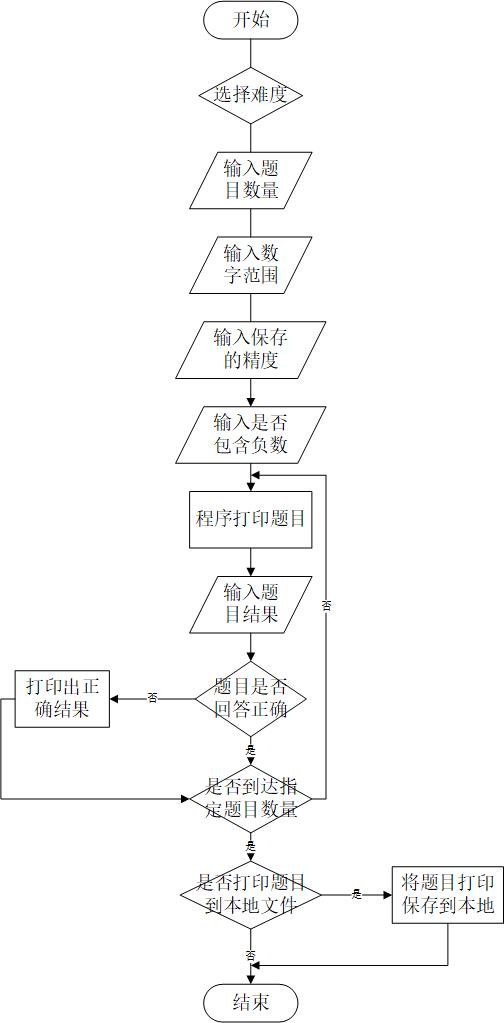 开始
选择难度
输入题
目数量
输入数
字范围
输入保存
的精度
输入是否
包含负数
程序打印题目
输入题
目结果
否
题目是否
回答正确
否
打印出正
确结果
是
是否到达指
定题目数量
是
是否打印题目
到本地文件
是
将题目打印
保存到本地
否
结束